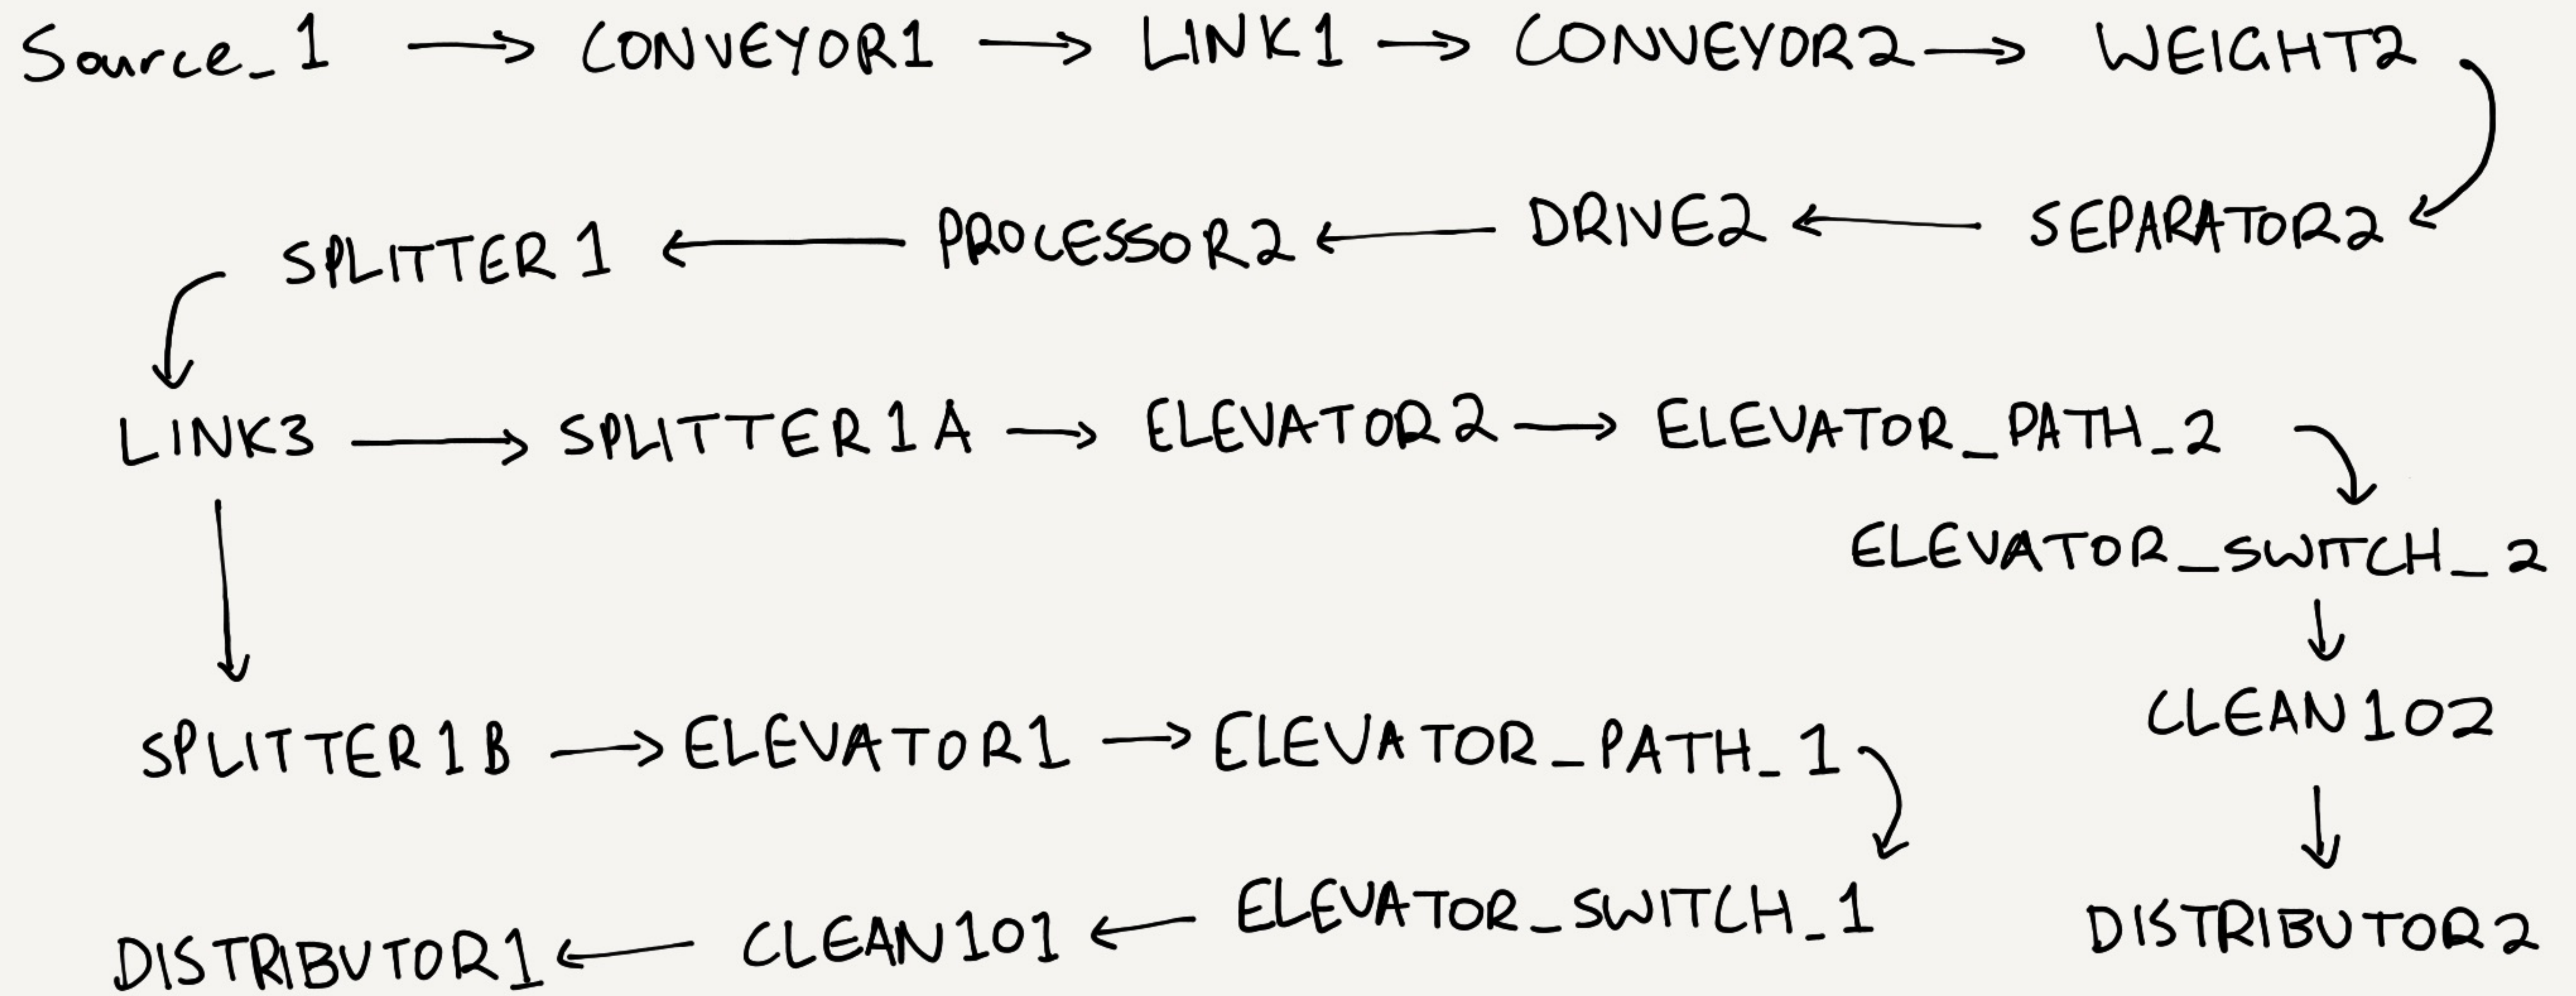 Source_1 → CONVEYOR1 → LINK1 → CONVEYOR2 → WEIGHT2
SPLITTER1 ← PROCESSOR2 ← DRIVE2 ← SEPARATOR2
LINK3 → SPLITTER1A → ELEVATOR2 → ELEVATOR_PATH_2
ELEVATOR_SWITCH_2
CLEAN102
SPLITTER1B → ELEVATOR1 → ELEVATOR_PATH_1
DISTRIBUTOR1 ← CLEAN101 ← ELEVATOR_SWITCH_1
DISTRIBUTOR2